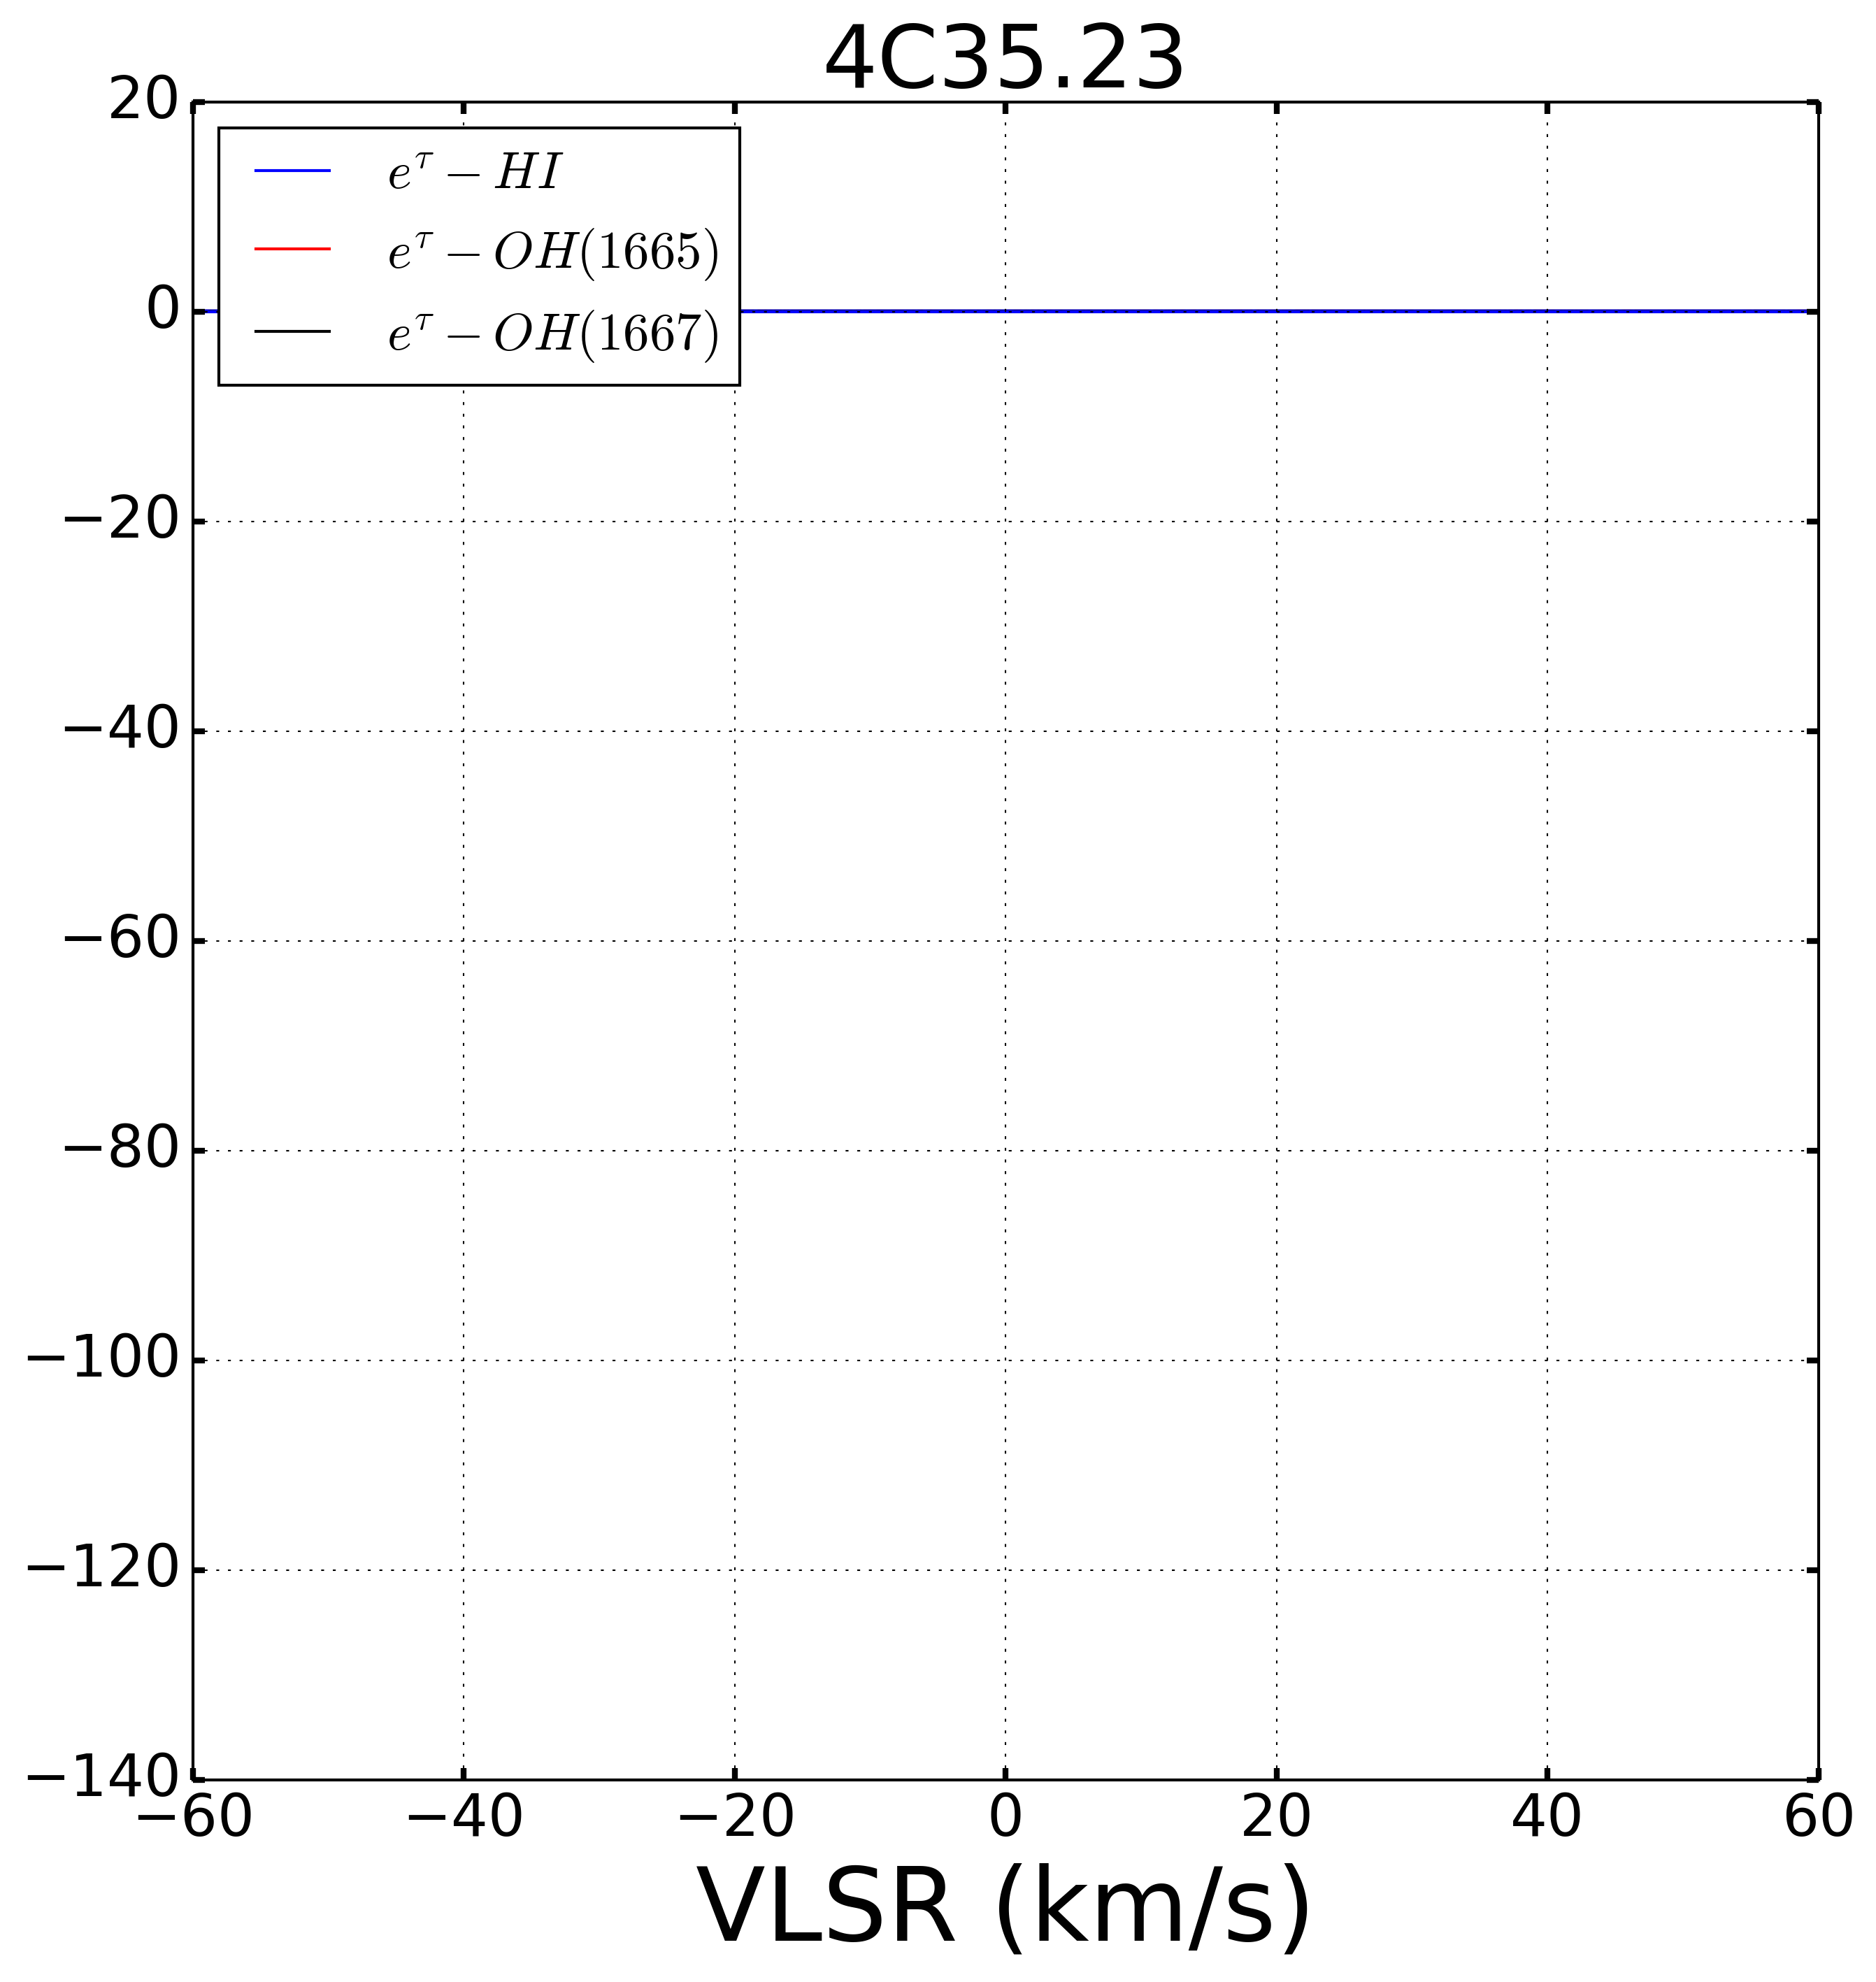 4C35.23
20
e^τ − HI
e^τ − OH(1665)
0
e^τ − OH(1667)
−20
−40
−60
−80
−100
−120
−140
−60 −40 −20 0 20 40 60
VLSR (km/s)